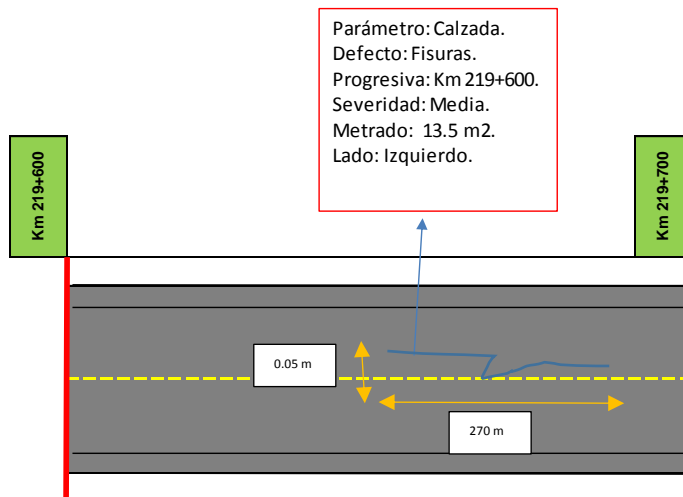 Parámetro: Calzada.
Defecto: Fisuras.
Progresiva: Km 219+600.
Severidad: Media.
Metrado: 13.5 m2.
Lado: Izquierdo.
Km 219+600
Km 219+700
0.05 m
270 m